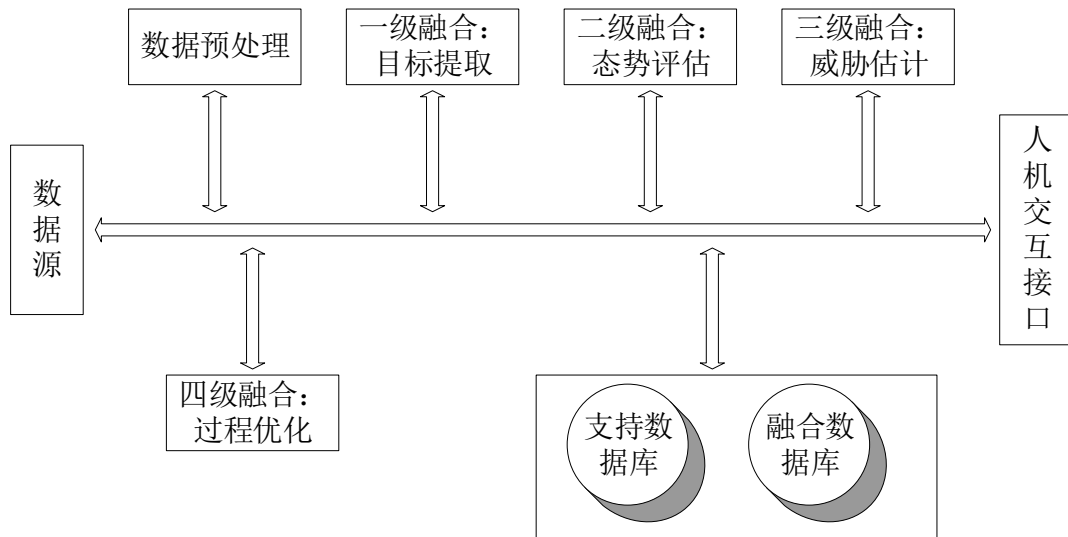 数据预处理
一级融合：
目标提取
二级融合：
态势评估
三级融合：
威胁估计
数据源
人机交互接口
四级融合：
过程优化
支持数
据库
融合数
据库